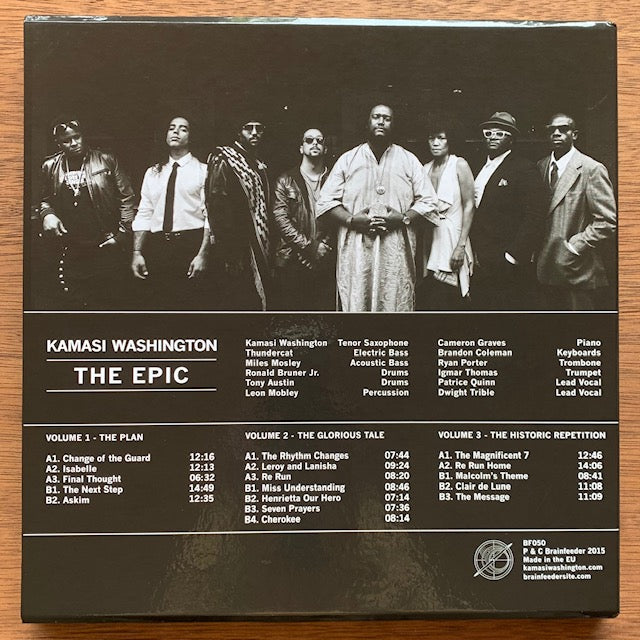 KAMASI WASHINGTON
THE EPIC
Kamasi Washington Tenor Saxophone
Thundercat Electric Bass
Miles Mosley Acoustic Bass
Ronald Bruner Jr. Drums
Tony Austin Drums
Leon Mobley Percussion
Cameron Graves Piano
Brandon Coleman Keyboards
Ryan Porter Trombone
Igmar Thomas Trumpet
Patrice Quinn Lead Vocal
Dwight Trible Lead Vocal
VOLUME 1 - THE PLAN
A1. Change of the Guard 12:16
A2. Isabelle 12:13
A3. Final Thought 06:32
B1. The Next Step 14:49
B2. Askim 12:35
VOLUME 2 - THE GLORIOUS TALE
A1. The Rhythm Changes 07:44
A2. Leroy and Lanisha 09:24
A3. Re Run 08:20
B1. Miss Understanding 08:46
B2. Henrietta Our Hero 07:14
B3. Seven Prayers 07:36
B4. Cherokee 08:14
VOLUME 3 - THE HISTORIC REPETITION
A1. The Magnificent 7 12:46
A2. Re Run Home 14:06
B1. Malcolm's Theme 08:41
B2. Clair de Lune 11:08
B3. The Message 11:09
BF050
P & C Brainfeeder 2015
Made in the EU
kamasiwashington.com
brainfeedersite.com